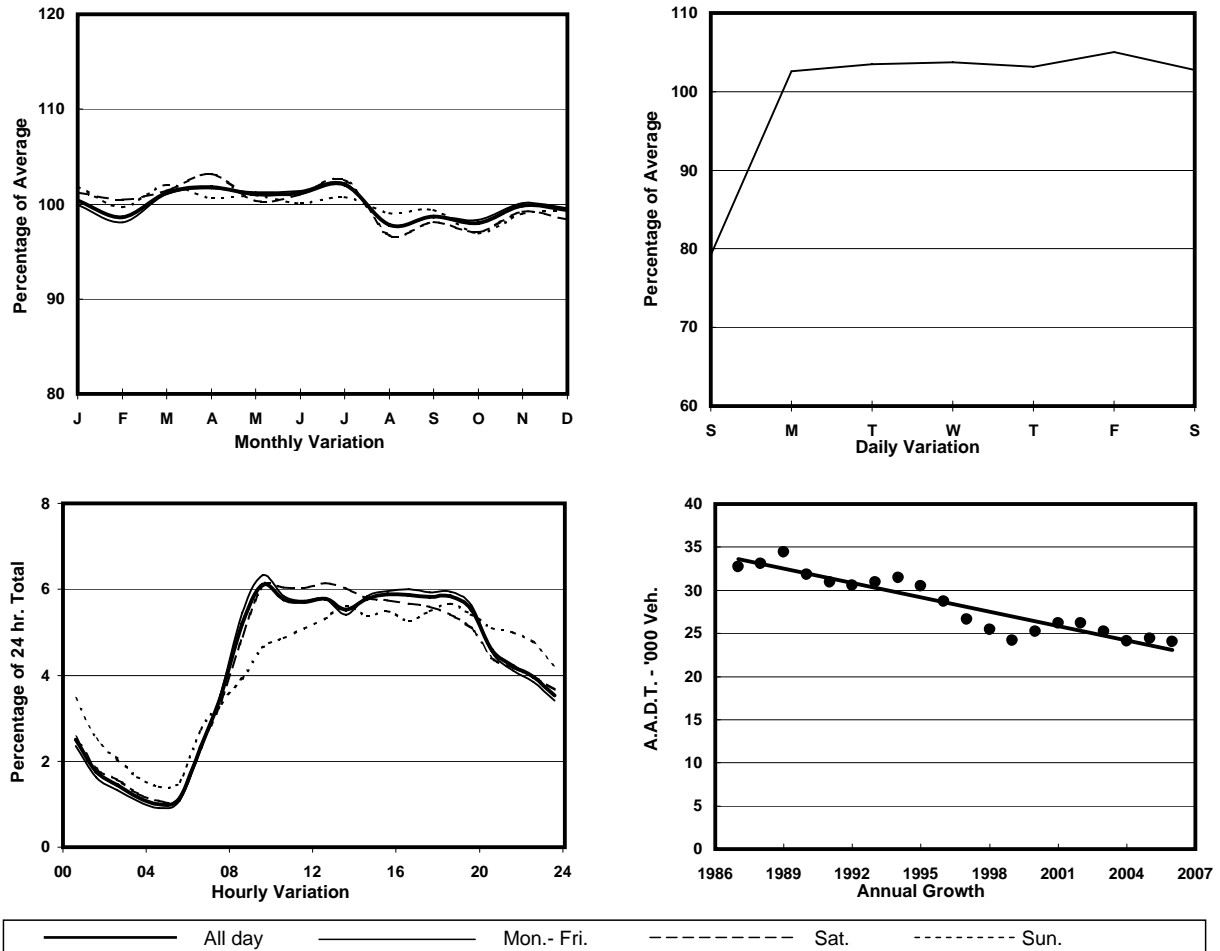 120
110
100
90
80
Percentage of Average
J F M A M J J A S O N D
Monthly Variation
110
100
90
80
70
60
Percentage of Average
S M T W T F S
Daily Variation
8
6
4
2
0
Percentage of 24 hr. Total
00 04 08 12 16 20 24
Hourly Variation
40
35
30
25
20
15
10
5
0
A.A.D.T. - '000 Veh.
1986 1989 1992 1995 1998 2001 2004 2007
Annual Growth
All day Mon.- Fri. Sat. Sun.